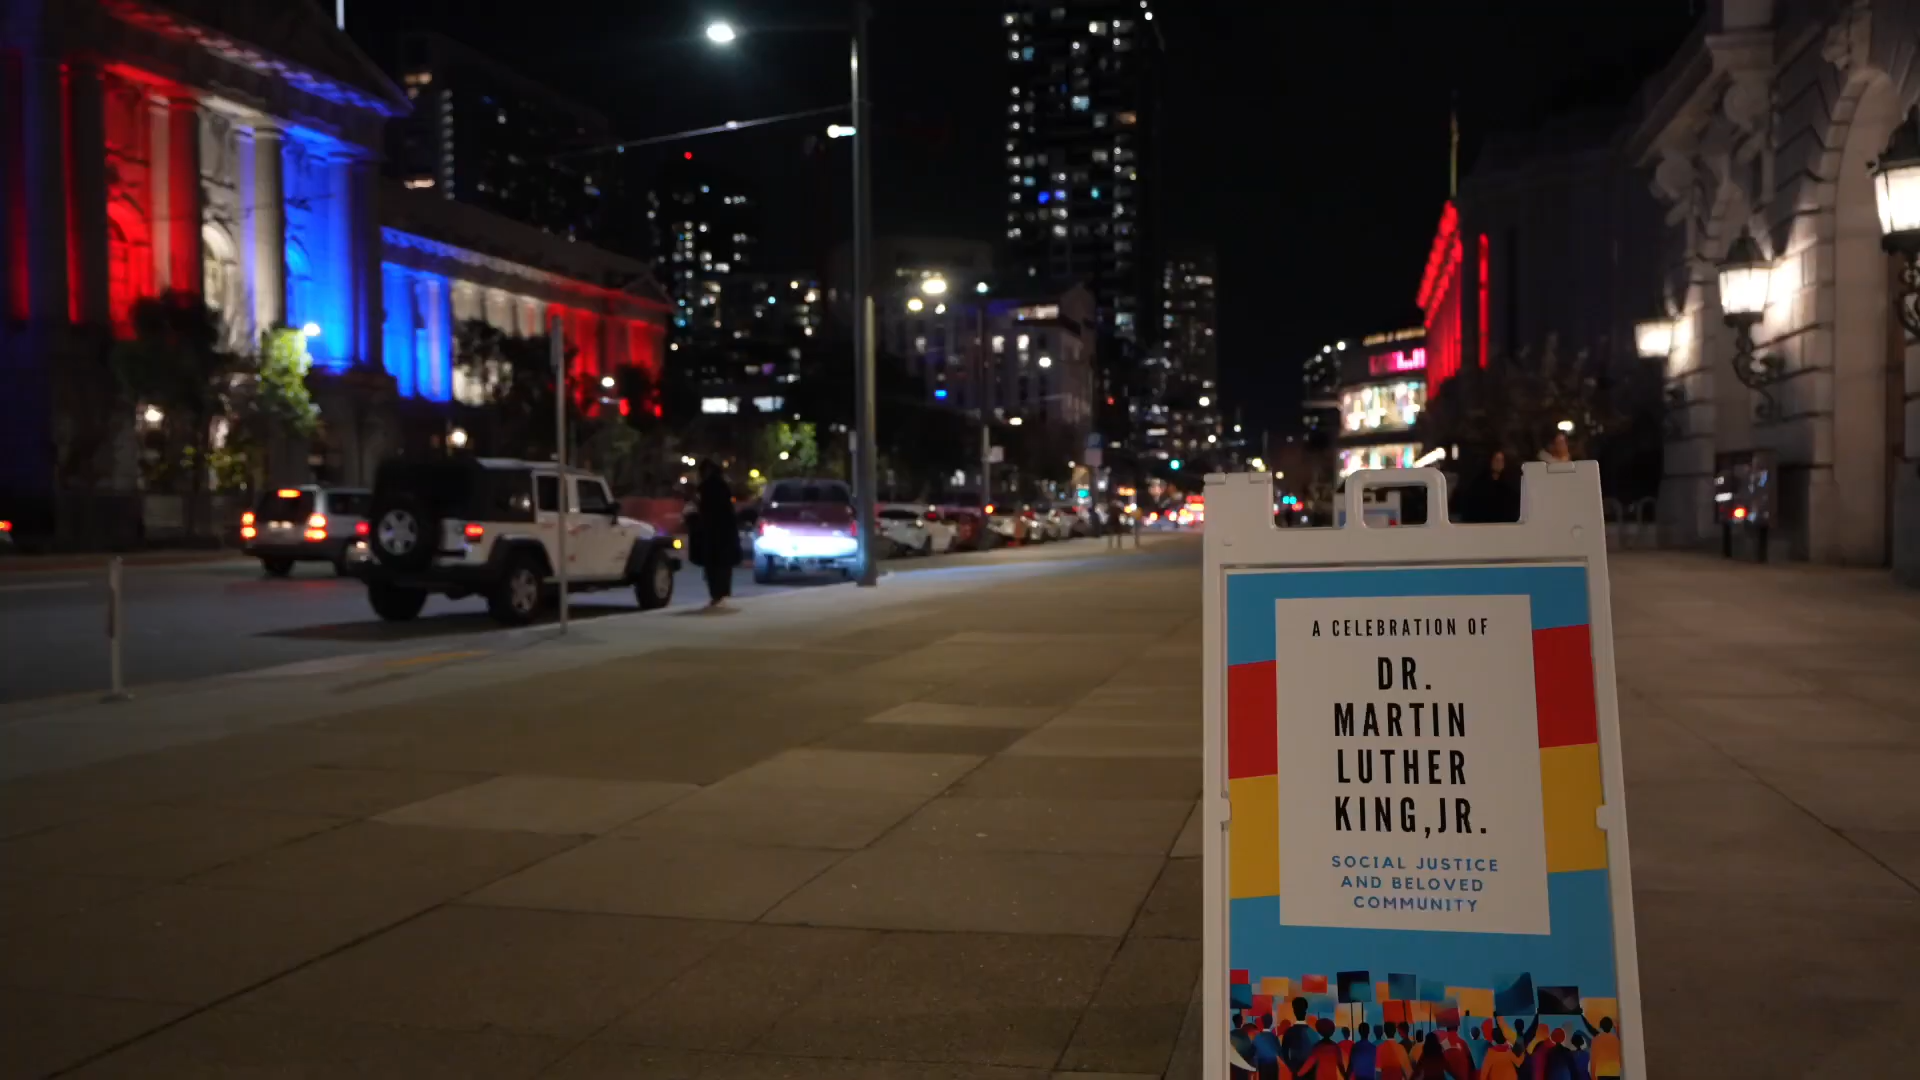 A CELEBRATION OF
DR.
MARTIN
LUTHER
KING,JR.
SOCIAL JUSTICE
AND BELOVED
COMMUNITY